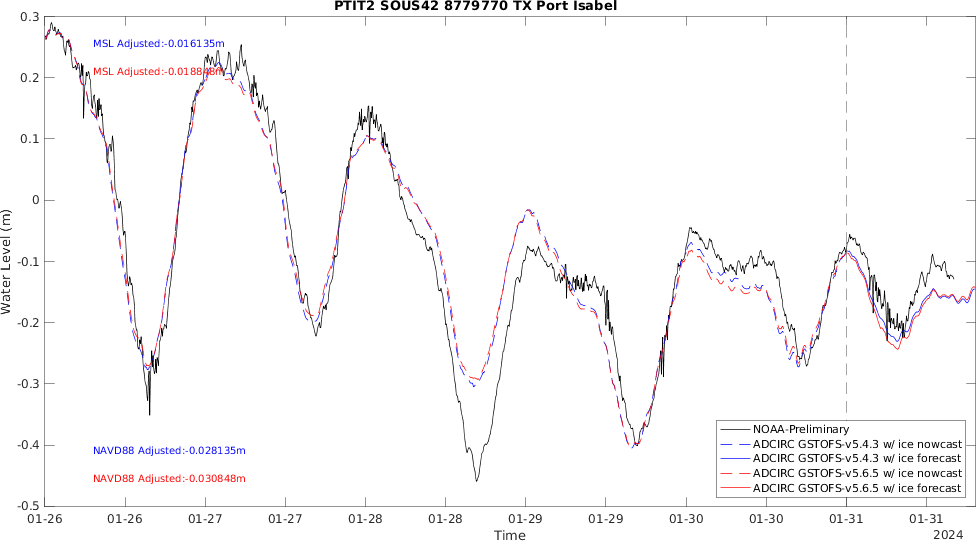 PTIT2 SOUS42 8779770 TX Port Isabel
0.3
MSL Adjusted:-0.016135m
MSL Adjusted:-0.018848m
0.2
0.1
0
-0.1
-0.2
-0.3
-0.4
-0.5
Water Level (m)
NAVD88 Adjusted:-0.028135m
NAVD88 Adjusted:-0.030848m
NOAA-Preliminary
ADCIRC GSTOFS-v5.4.3 w/ ice nowcast
ADCIRC GSTOFS-v5.4.3 w/ ice forecast
ADCIRC GSTOFS-v5.6.5 w/ ice nowcast
ADCIRC GSTOFS-v5.6.5 w/ ice forecast
01-26 01-26 01-27 01-27 01-28 01-28 01-29 01-29 01-30 01-30 01-31 01-31
Time
2024